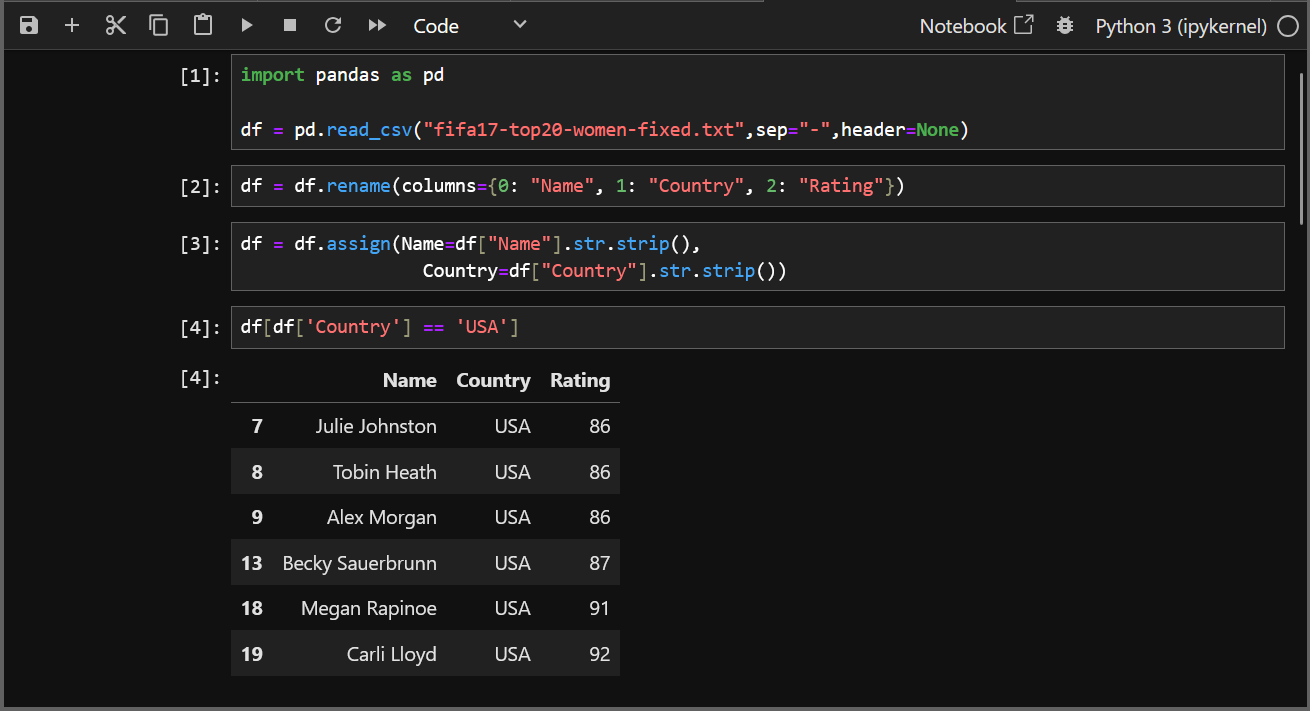 Code Notebook Python 3 (ipykernel)
[1]: import pandas as pd
df = pd.read_csv("fifa17-top20-women-fixed.txt",sep="-",header=None)
[2]: df = df.rename(columns={0: "Name", 1: "Country", 2: "Rating"})
[3]: df = df.assign(Name=df["Name"].str.strip(),
Country=df["Country"].str.strip())
[4]: df[df['Country'] == 'USA']
[4]: Name Country Rating
7 Julie Johnston USA 86
8 Tobin Heath USA 86
9 Alex Morgan USA 86
13 Becky Sauerbrunn USA 87
18 Megan Rapinoe USA 91
19 Carli Lloyd USA 92